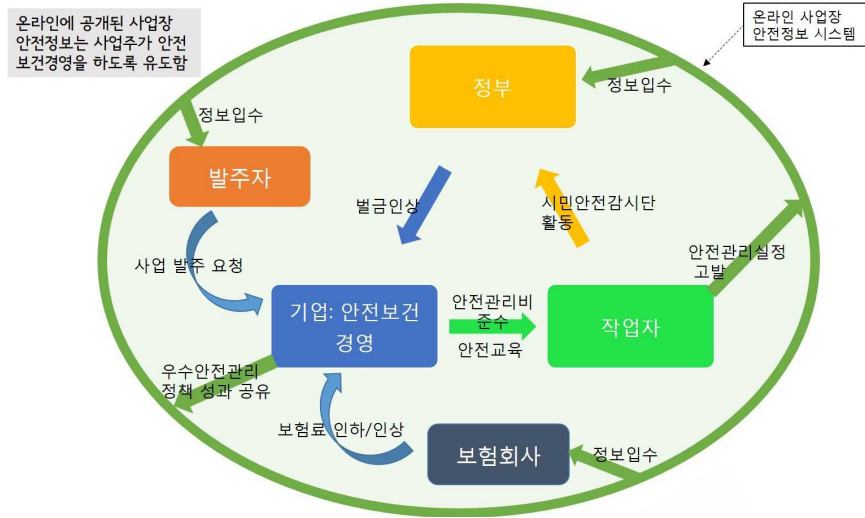 온라인에 공개된 사업장
안전정보는 사업주가 안전
보건경영을 하도록 유도함
온라인 사업장
안전정보 시스템
정부
정보입수
정보입수
발주자
벌금인상
시민안전감시단
활동
사업 발주 요청
안전관리실정
고발
기업: 안전보건
경영
안전관리비
준수
안전교육
작업자
우수안전관리
정책 성과 공유
보험료 인하/인상
보험회사
정보입수